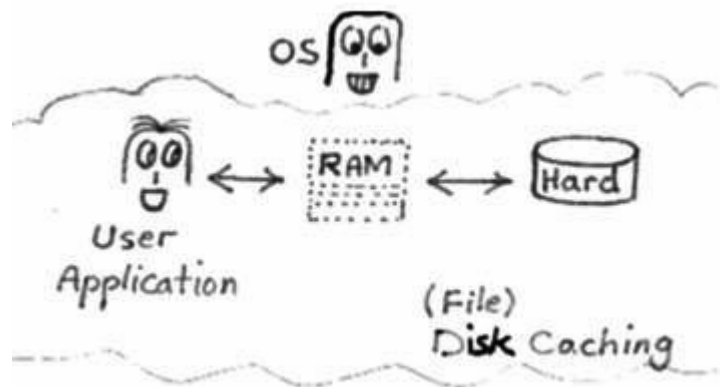 OS
RAM
Hard
User
Application
(File)
Disk Caching